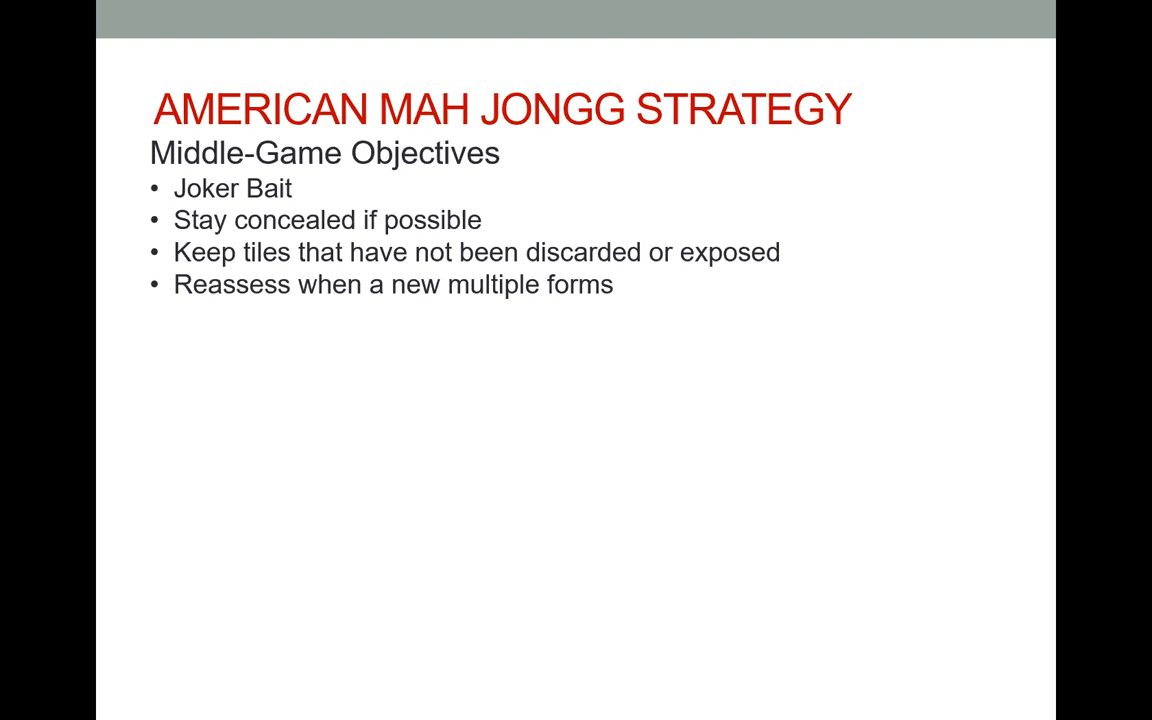 AMERICAN MAH JONGG STRATEGY
Middle-Game Objectives
• Joker Bait
• Stay concealed if possible
• Keep tiles that have not been discarded or exposed
• Reassess when a new multiple forms